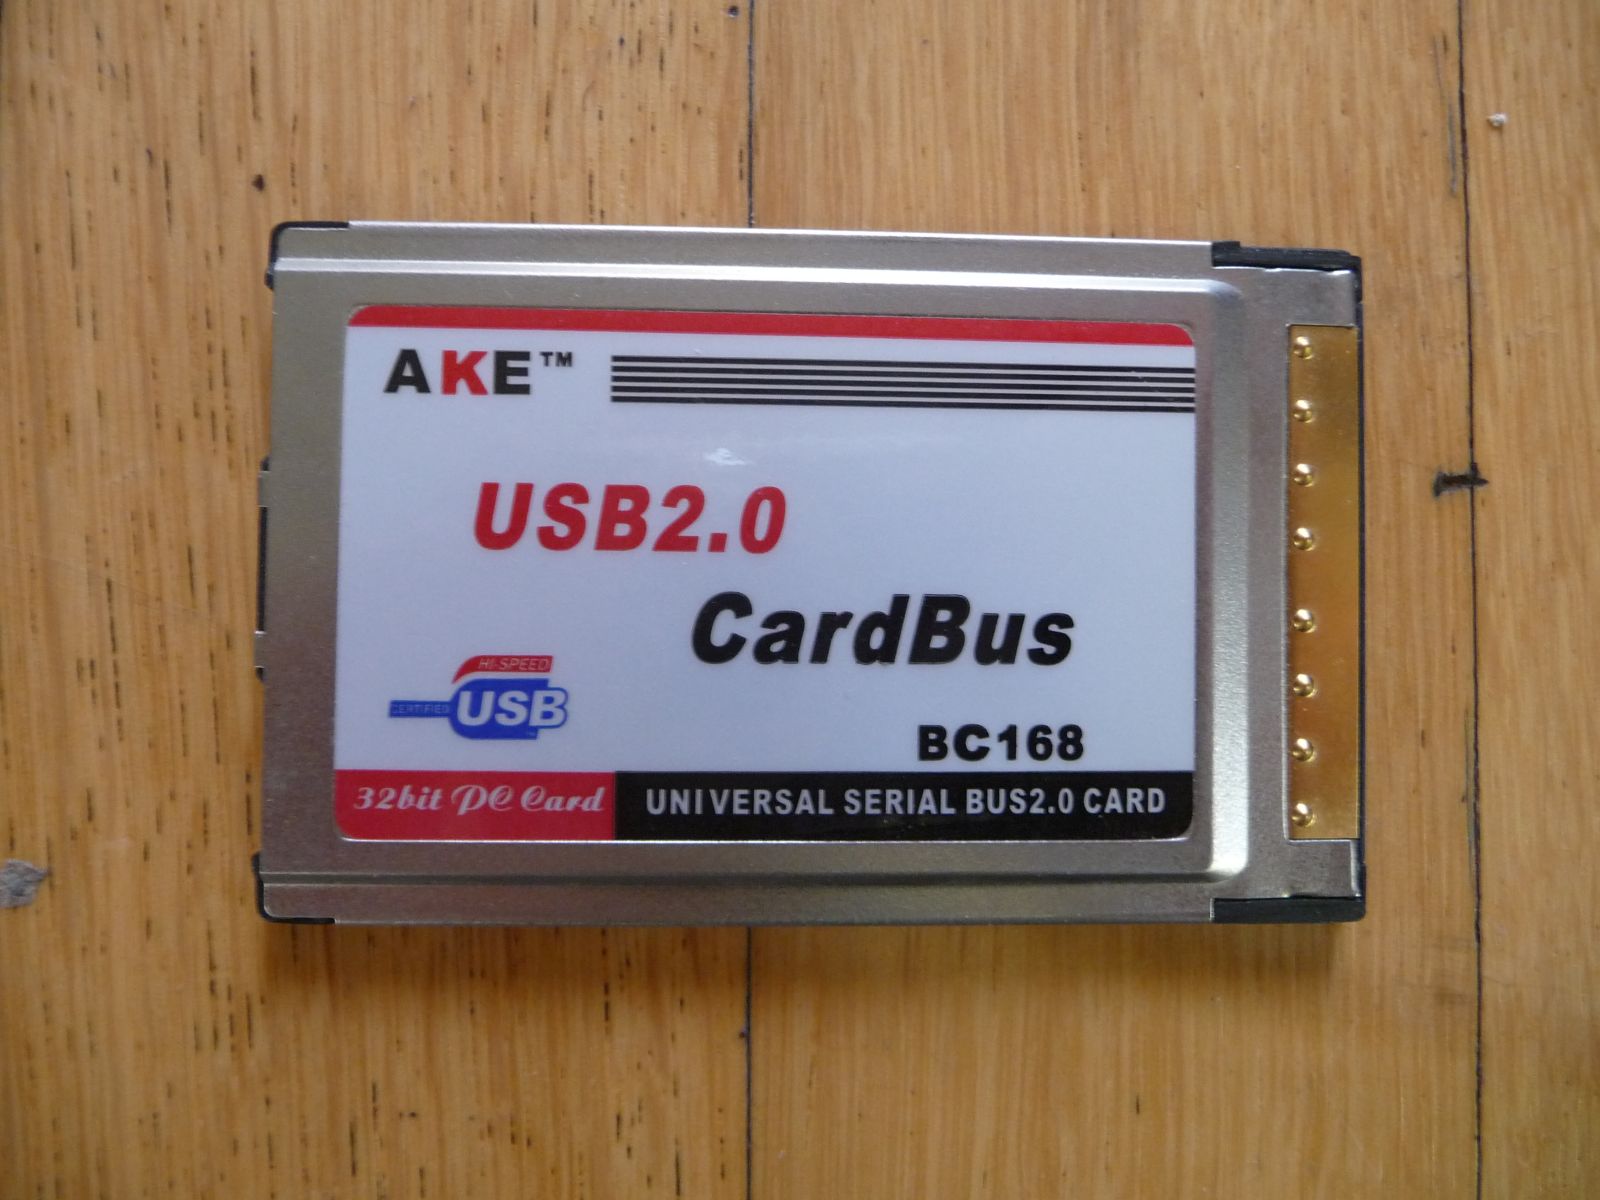 AKE™
USB2.0
CardBus
HI-SPEED
CERTIFIED USB
BC168
32bit PC Card
UNIVERSAL SERIAL BUS2.0 CARD